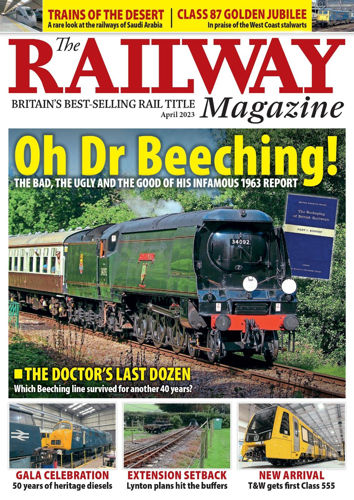 TRAINS OF THE DESERT
A rare look at the railways of Saudi Arabia
CLASS 87 GOLDEN JUBILEE
In praise of the West Coast stalwarts
The
RAILWAY
Magazine
BRITAIN'S BEST-SELLING RAIL TITLE
April 2023
Oh Dr Beeching!
THE BAD, THE UGLY AND THE GOOD OF HIS INFAMOUS 1963 REPORT
The Reshaping
of British Railways
PART 1 : REPORT
34092
34092
■THE DOCTOR'S LAST DOZEN
Which Beeching line survived for another 40 years?
GALA CELEBRATION
50 years of heritage diesels
EXTENSION SETBACK
Lynton plans hit the buffers
NEW ARRIVAL
T&W gets first Class 555